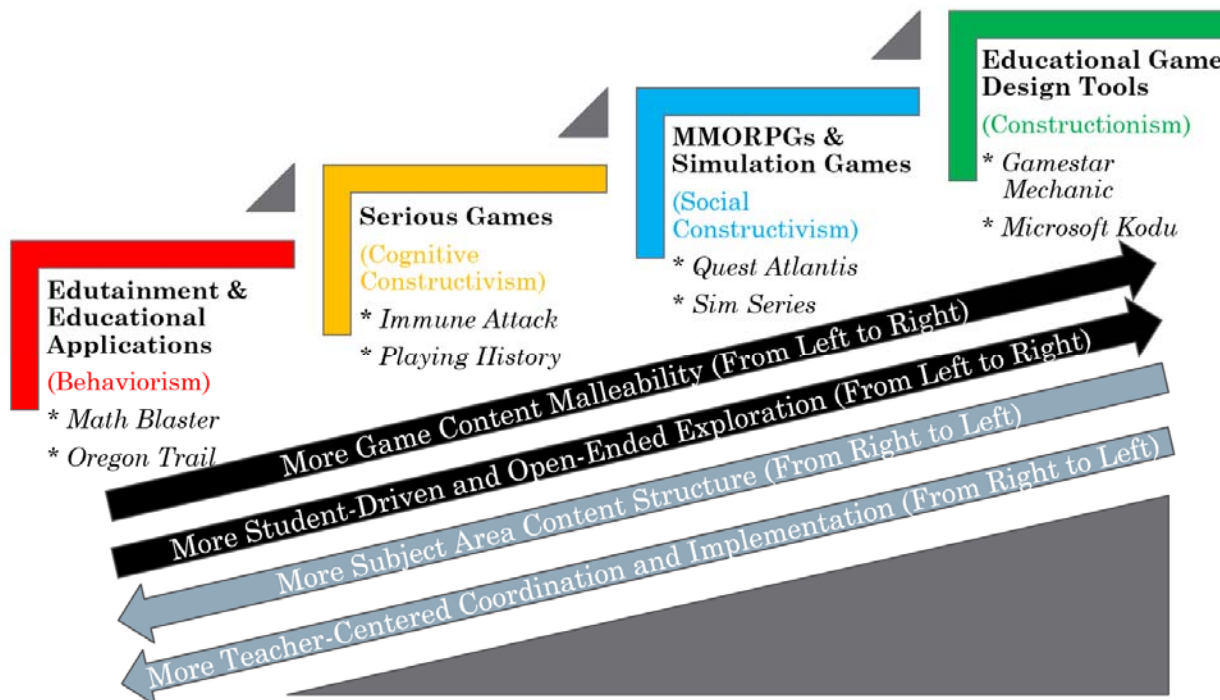 Edutainment &
Educational
Applications
(Behaviorism)
* Math Blaster
* Oregon Trail
Serious Games
(Cognitive
Constructivism)
* Immune Attack
* Playing History
MMORPGs &
Simulation Games
(Social
Constructivism)
* Quest Atlantis
* Sim Series
Educational Game
Design Tools
(Constructionism)
* Gamestar
Mechanic
* Microsoft Kodu
More Game Content Malleability (From Left to Right)
More Student-Driven and Open-Ended Exploration (From Left to Right)
More Subject Area Content Structure (From Right to Left)
More Teacher-Centered Coordination and Implementation (From Right to Left)